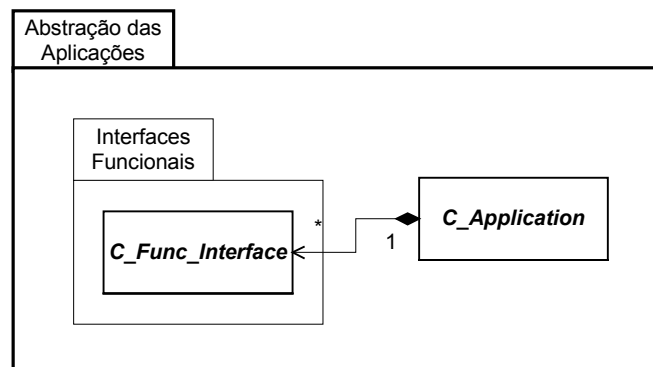 Abstração das
Aplicações
Interfaces
Funcionais
C_Func_Interface
*
1
C_Application